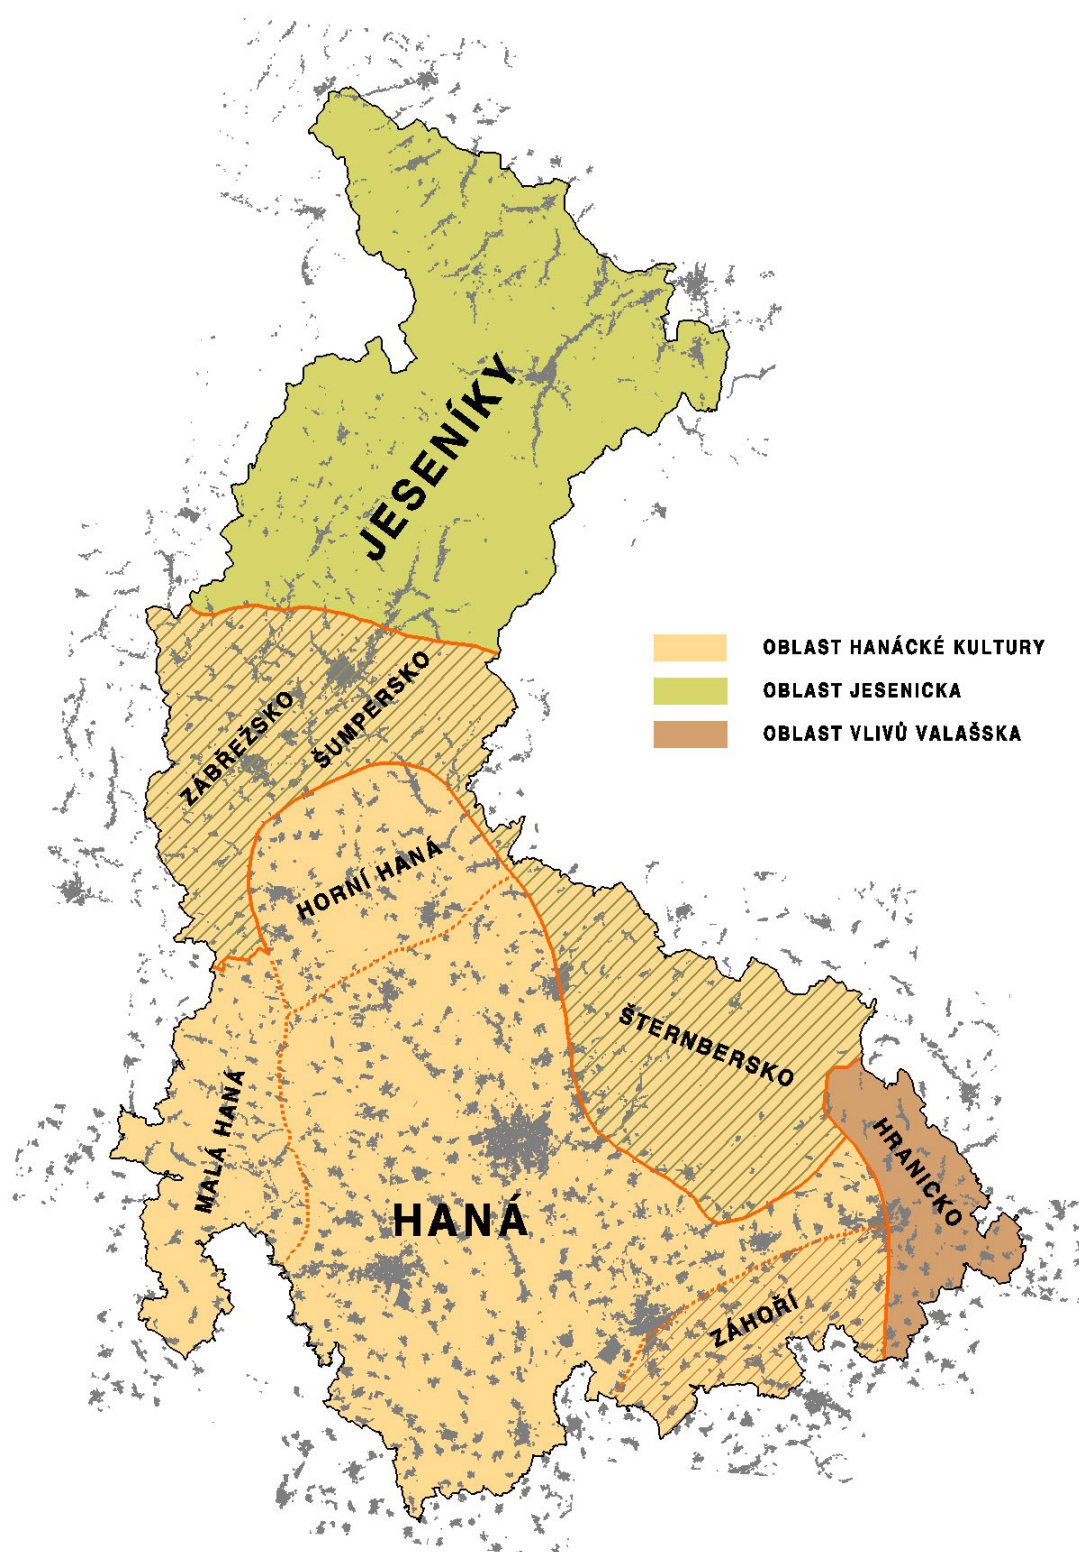 JESENÍKY
OBLAST HANÁCKÉ KULTURY
OBLAST JESENICKA
OBLAST VLIVŮ VALAŠSKA
ZÁBŘEŽSKO
ŠUMPERSKO
HORNÍ HANÁ
ŠTERNBERSKO
MALÁ HANÁ
HRANICKO
HANÁ
ZÁHOŘÍ